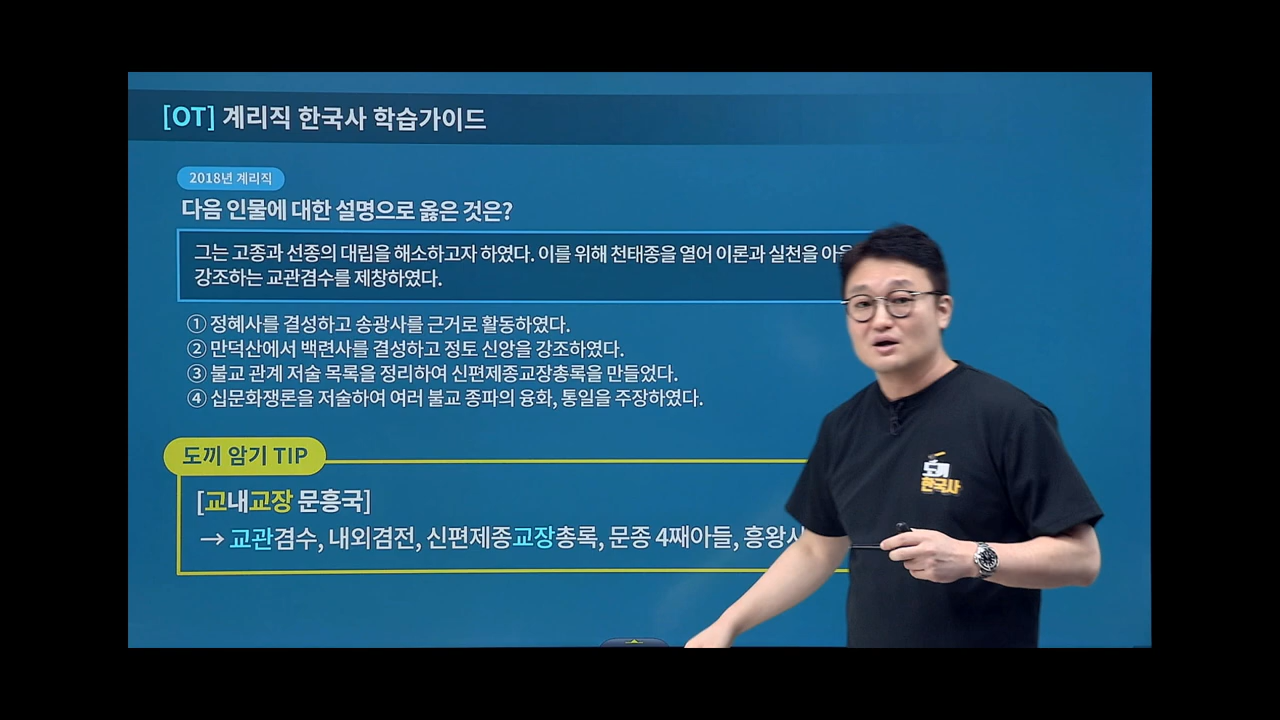 [OT] 계리직 한국사 학습가이드
2018년 계리직
다음 인물에 대한 설명으로 옳은 것은?
그는 고종과 선종의 대립을 해소하고자 하였다. 이를 위해 천태종을 열어 이론과 실천을
강조하는 교관겸수를 제창하였다.
① 정혜사를 결성하고 송광사를 근거로 활동하였다.
② 만덕산에서 백련사를 결성하고 정토 신앙을 강조하였다.
③ 불교 관계 저술 목록을 정리하여 신편제종교장총록을 만들었다.
④ 십문화쟁론을 저술하여 여러 불교 종파의 융화, 통일을 주장하였다.
도끼 암기 TIP
[교내교장 문흥국]
→ 교관겸수, 내외겸전, 신편제종교장총록, 문종 4째아들,
도끼
한국사